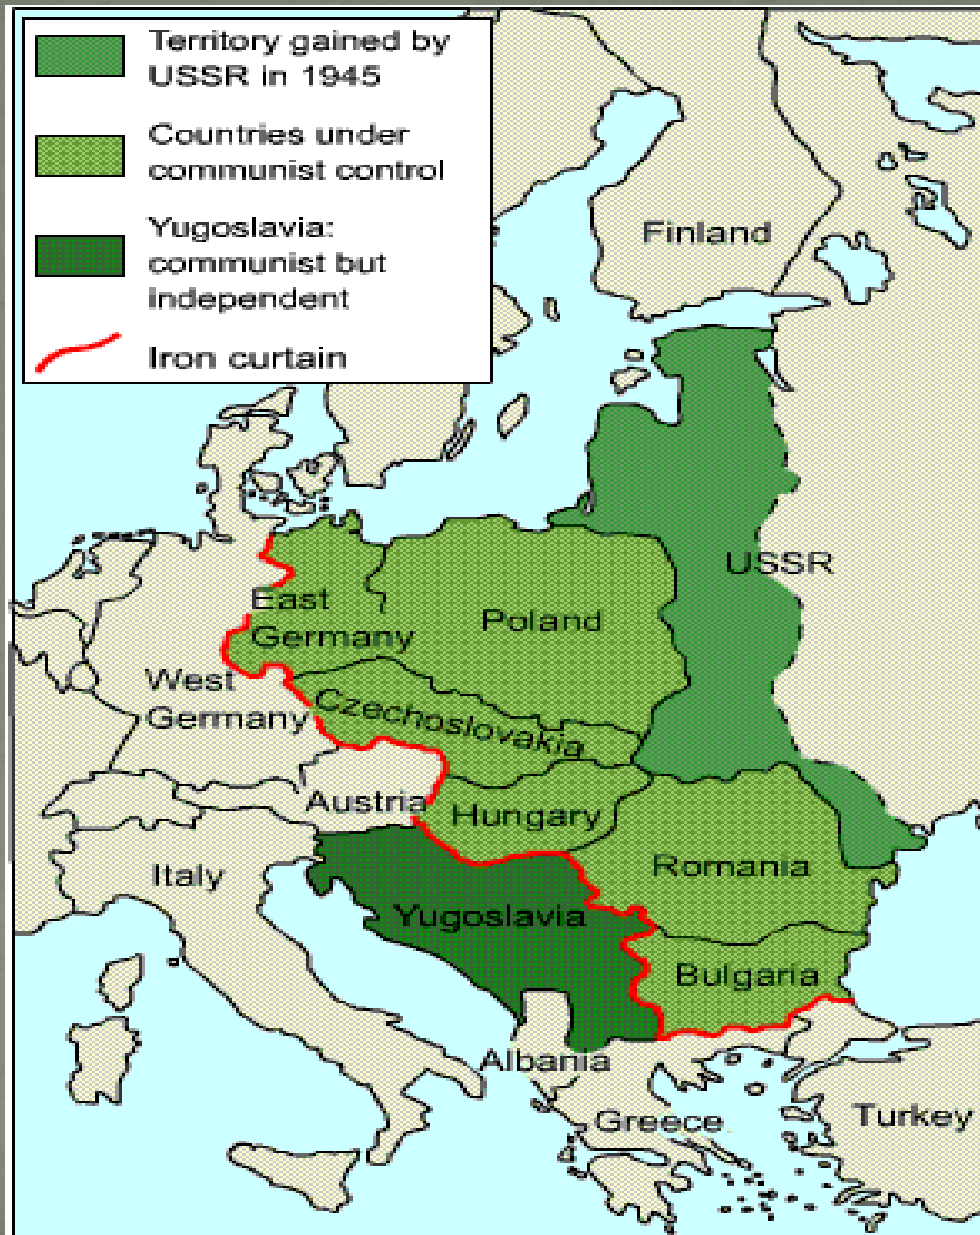 Territory gained by
USSR in 1945
Countries under
communist control
Yugoslavia:
communist but
independent
Iron curtain
Finland
USSR
East
Germany
Poland
West
Germany
Czechoslovakia
Austria
Hungary
Italy
Romania
Yugoslavia
Bulgaria
Albania
Greece
Turkey